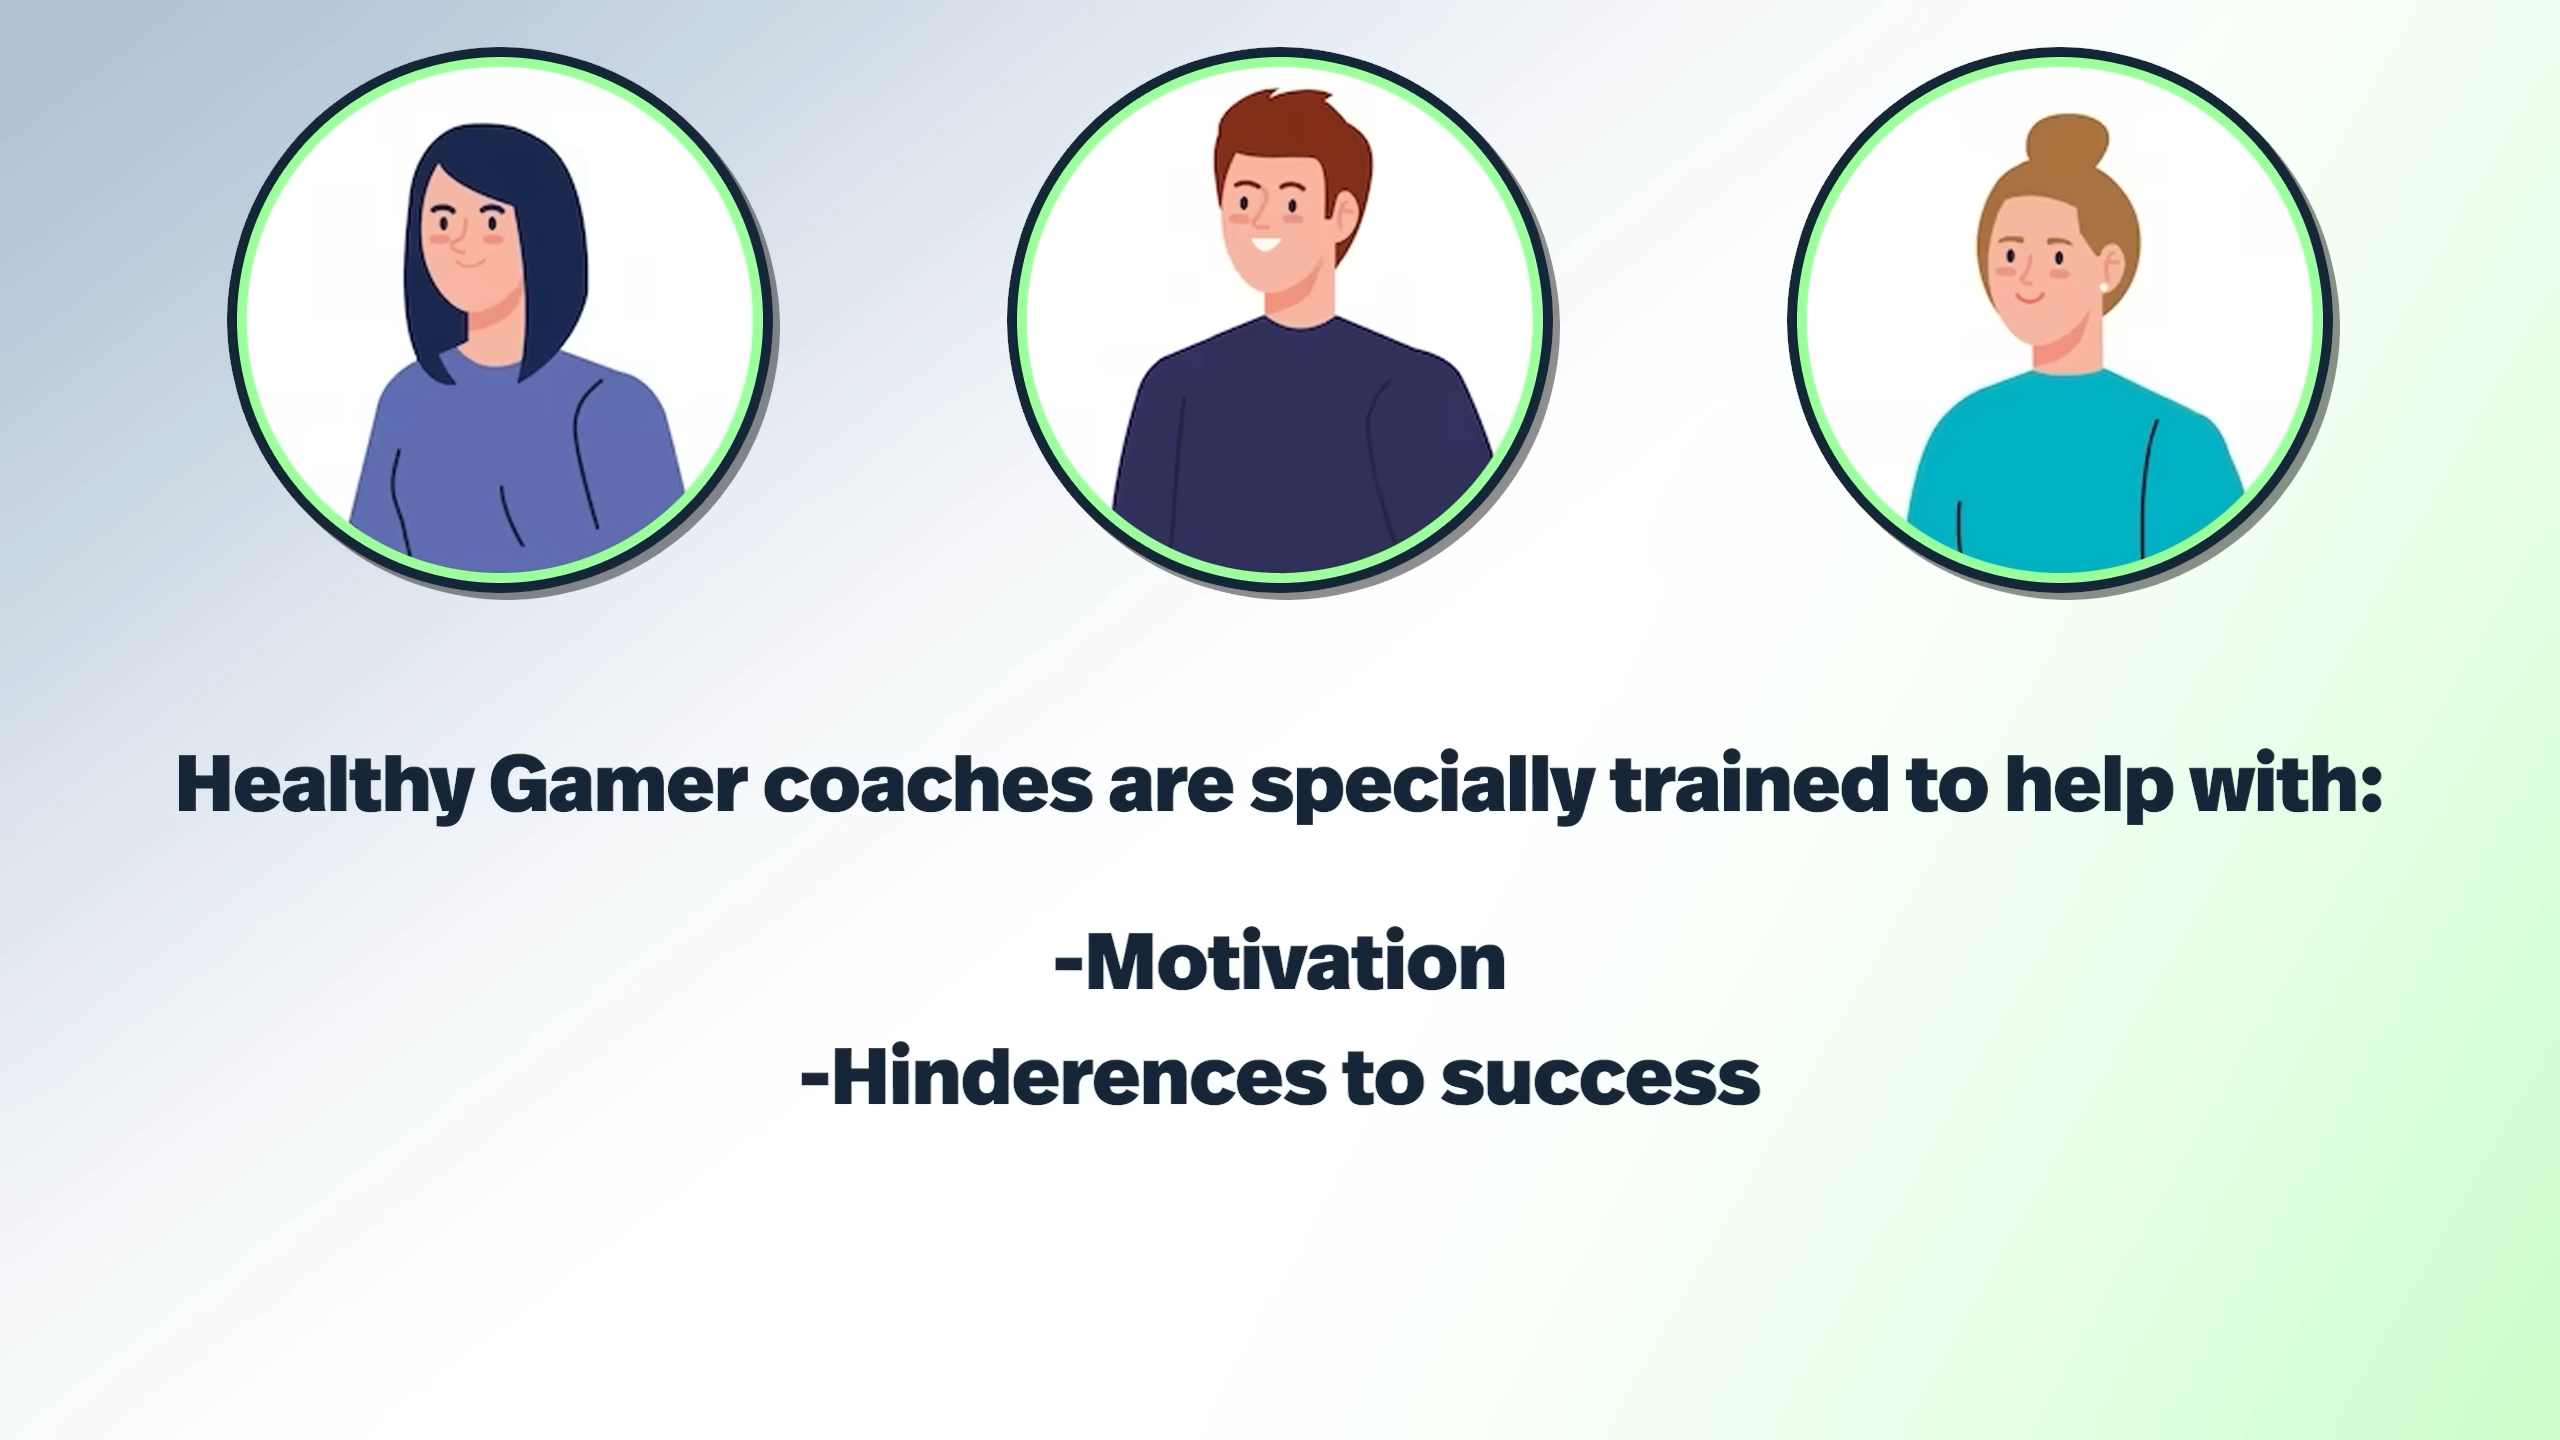 Healthy Gamer coaches are specially trained to help with:
-Motivation
-Hinderences to success